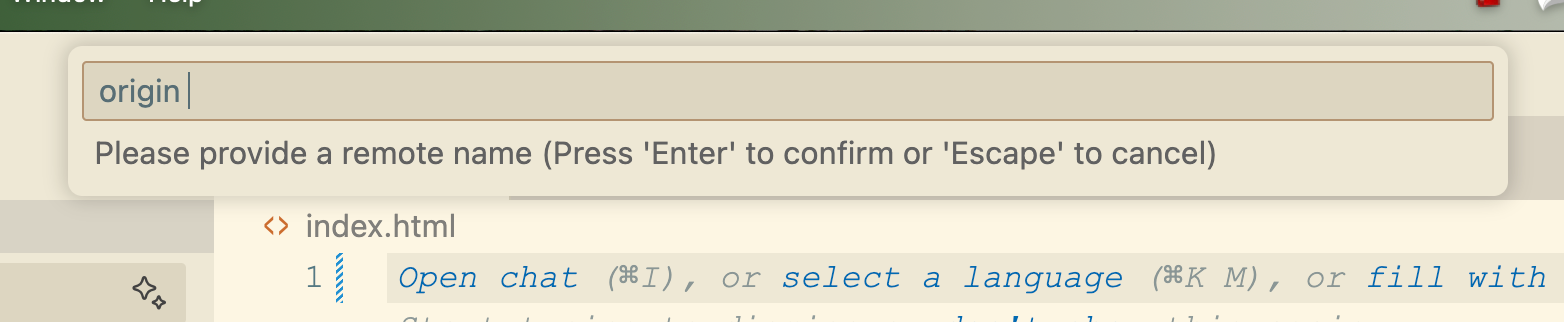 Window Help
origin
Please provide a remote name (Press 'Enter' to confirm or 'Escape' to cancel)
<> index.html
1 Open chat (⌘I), or select a language (⌘K M), or fill with